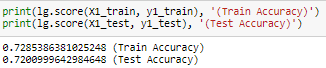 print(lg.score(X1_train, y1_train), '(Train Accuracy)')
print(lg.score(X1_test, y1_test), '(Test Accuracy)')
0.7285386381025248 (Train Accuracy)
0.7200999642984648 (Test Accuracy)